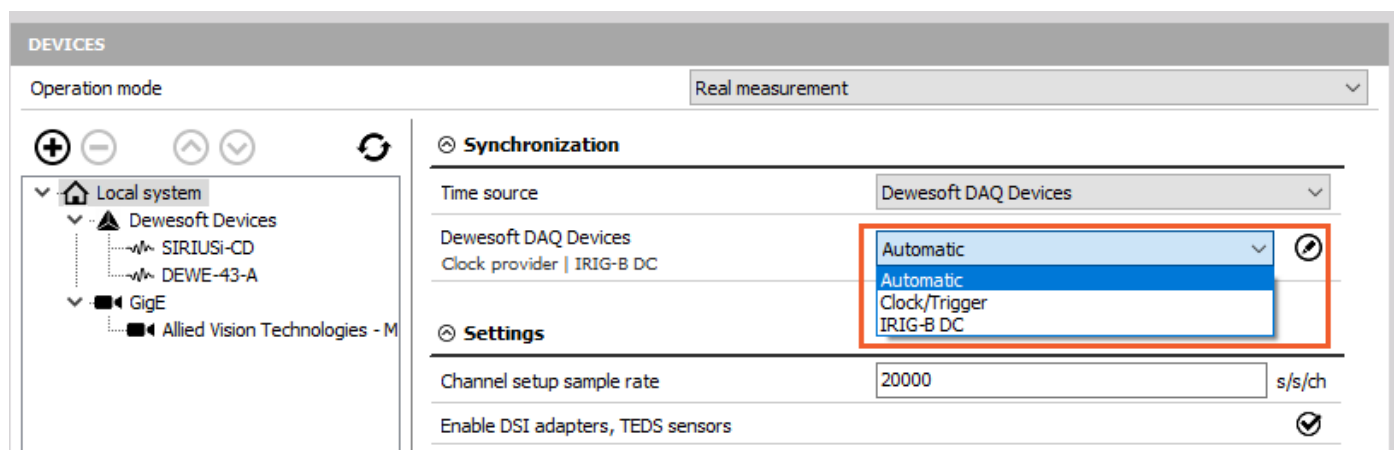 DEVICES
Operation mode
Real measurement
Local system
Dewesoft Devices
SIRIUSi-CD
DEWE-43-A
GigE
Allied Vision Technologies - M
Synchronization
Time source
Dewesoft DAQ Devices
Dewesoft DAQ Devices
Clock provider | IRIG-B DC
Automatic
Automatic
Clock/Trigger
IRIG-B DC
Settings
Channel setup sample rate
20000
s/s/ch
Enable DSI adapters, TEDS sensors